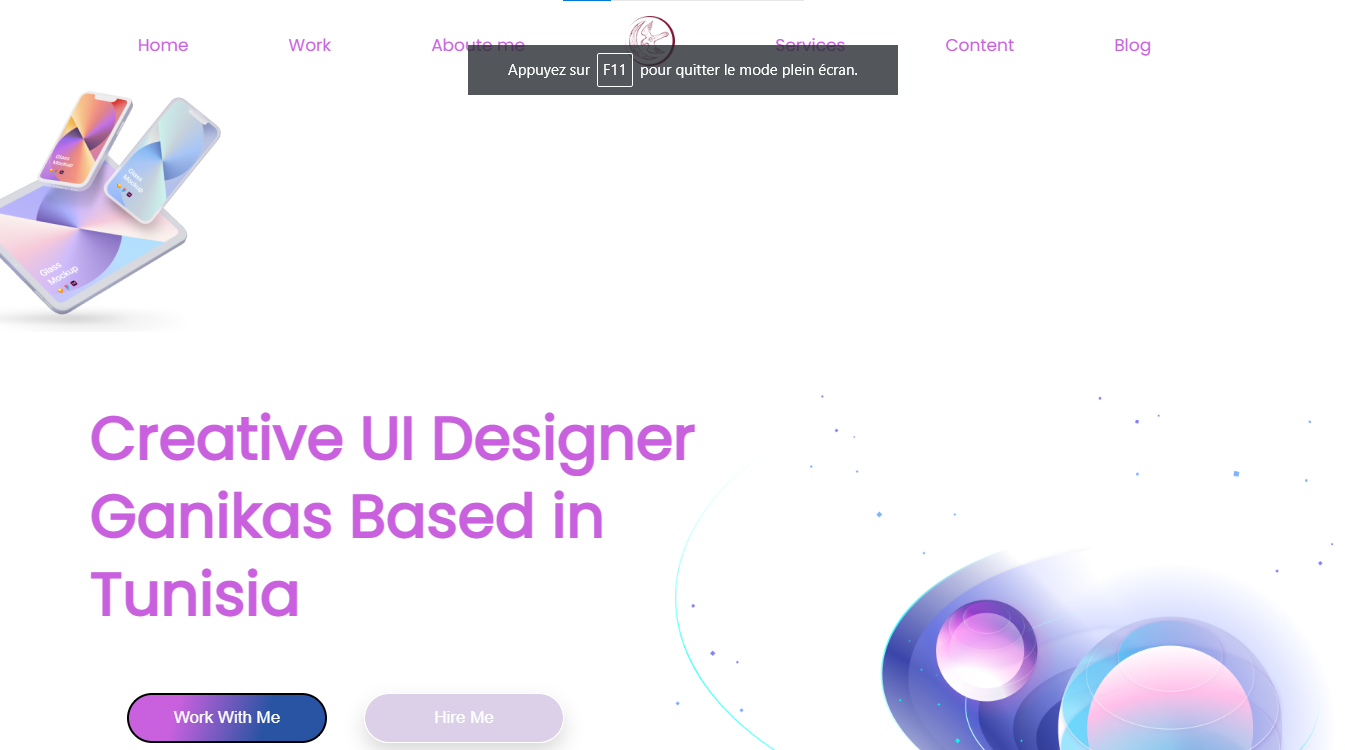 Home Work Aboute me Services Content Blog
Appuyez sur F11 pour quitter le mode plein écran.
Glass
Mockup
Glass
Mockup
Glass
Mockup
Creative UI Designer
Ganikas Based in
Tunisia
Work With Me Hire Me